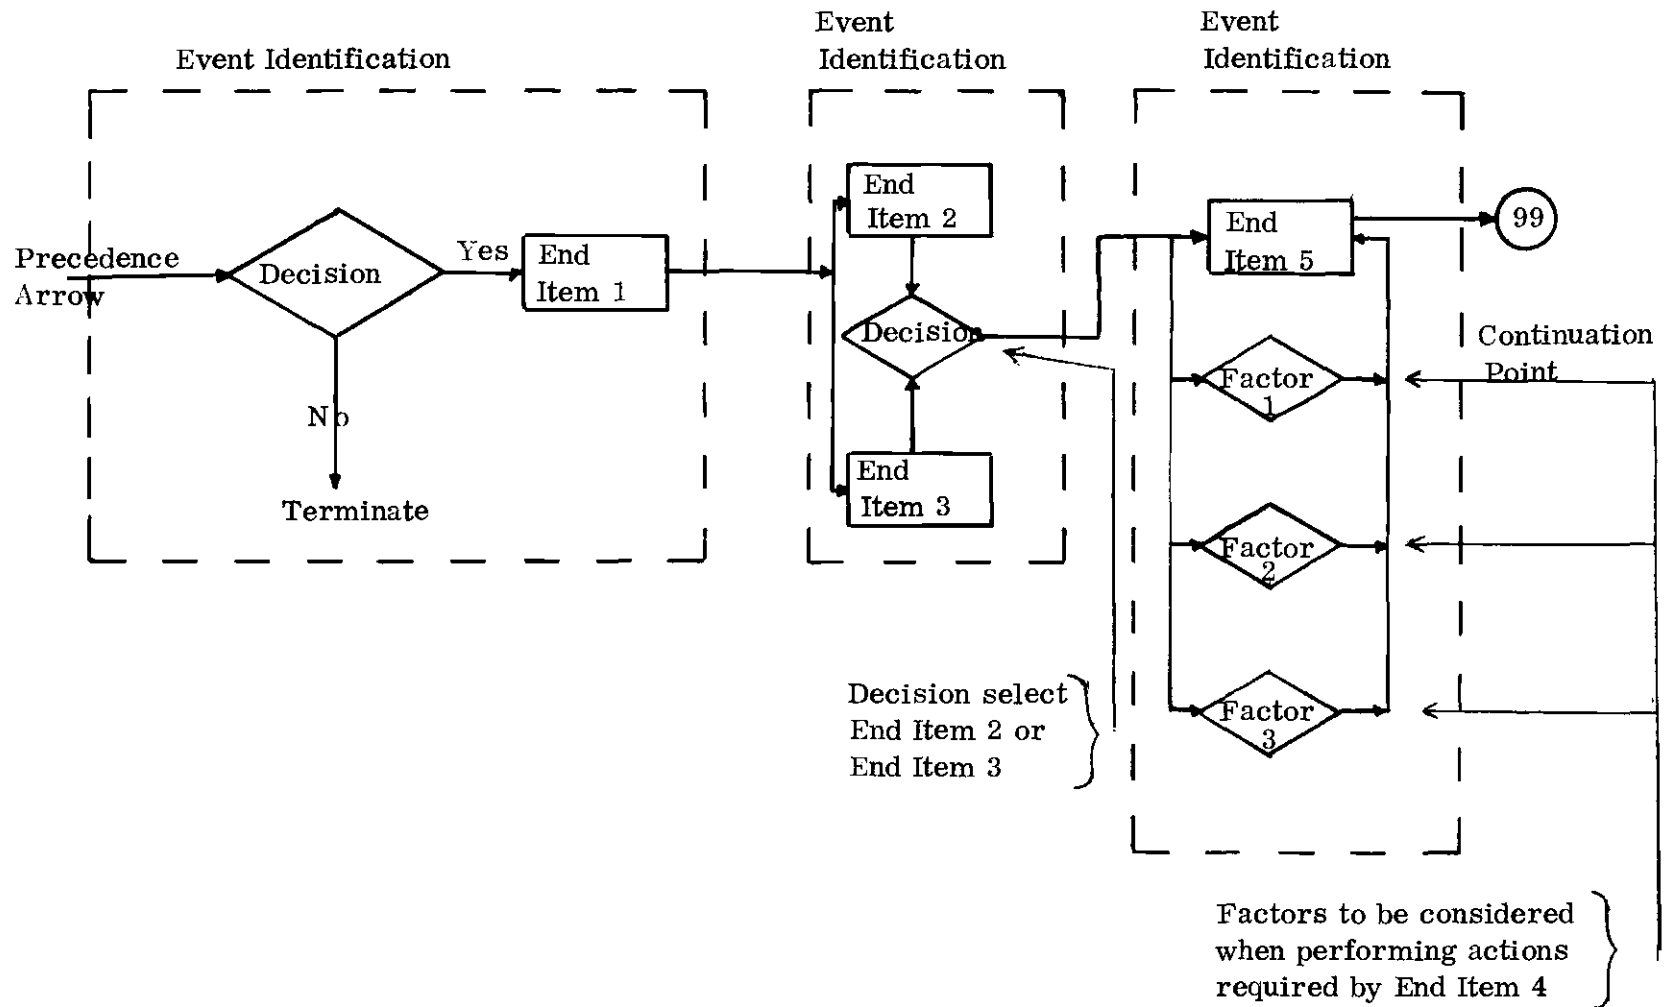 Event Identification
Event
Identification
Event
Identification
Precedence
Arrow
Decision
Yes
End
Item 1
No
Terminate
End
Item 2
Decision
End
Item 3
Decision select
End Item 2 or
End Item 3
End
Item 5
99
Factor
1
Factor
2
Factor
3
Continuation
Point
Factors to be considered
when performing actions
required by End Item 4